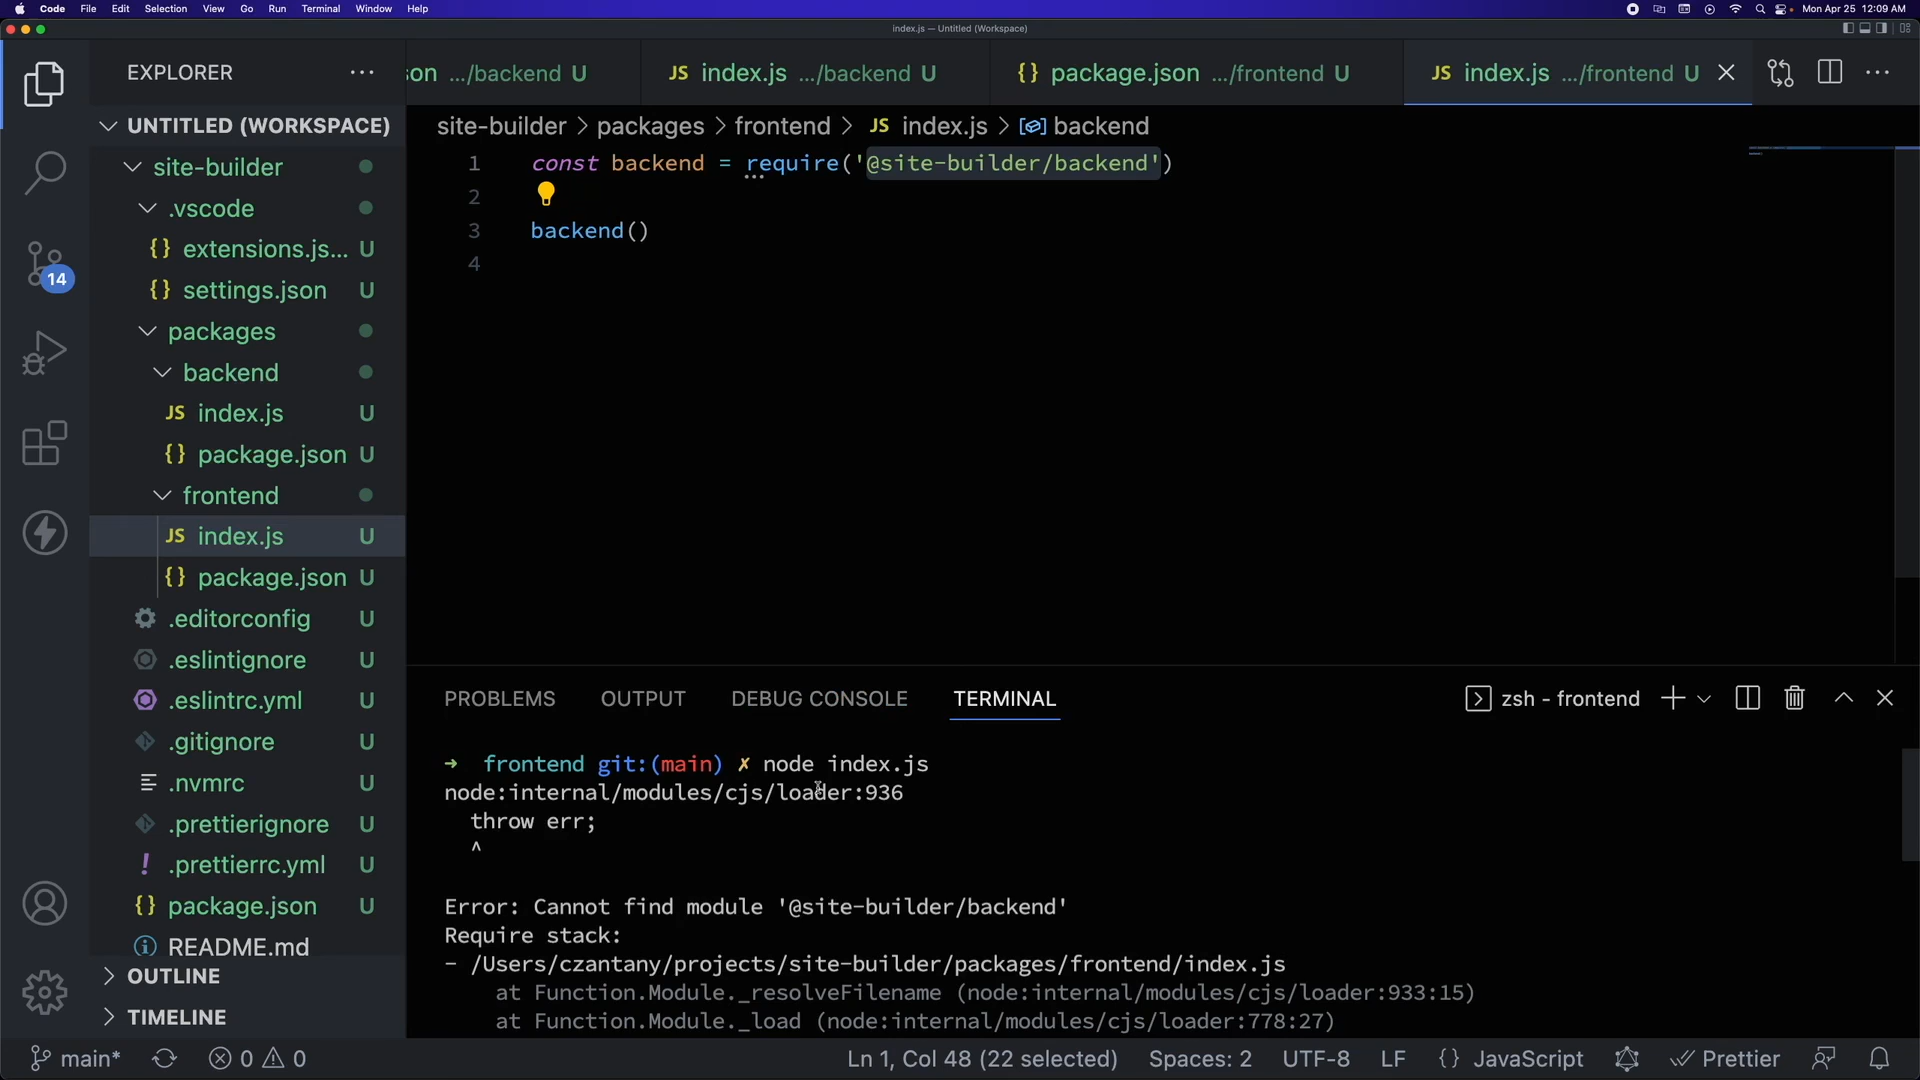 Code File Edit Selection View Go Run Terminal Window Help Mon Apr 25 12:09 AM
index.js — Untitled (Workspace)
EXPLORER
son .../backend U
JS index.js .../backend U
{} package.json .../frontend U
JS index.js .../frontend U
UNTITLED (WORKSPACE)
site-builder
.vscode
{} extensions.js... U
{} settings.json U
packages
backend
JS index.js U
{} package.json U
frontend
JS index.js U
{} package.json U
.editorconfig U
.eslintignore U
.eslintrc.yml U
.gitignore U
.nvmrc U
.prettierignore U
! .prettierrc.yml U
{} package.json U
README.md
OUTLINE
TIMELINE
14
site-builder > packages > frontend > JS index.js > backend
1 const backend = require('@site-builder/backend')
2
3 backend()
4
PROBLEMS OUTPUT DEBUG CONSOLE TERMINAL
zsh - frontend
→ frontend git:(main) ✗ node index.js
node:internal/modules/cjs/loader:936
throw err;
^
Error: Cannot find module '@site-builder/backend'
Require stack:
- /Users/czantany/projects/site-builder/packages/frontend/index.js
at Function.Module._resolveFilename (node:internal/modules/cjs/loader:933:15)
at Function.Module._load (node:internal/modules/cjs/loader:778:27)
main* 0 0
Ln 1, Col 48 (22 selected) Spaces: 2 UTF-8 LF {} JavaScript Prettier